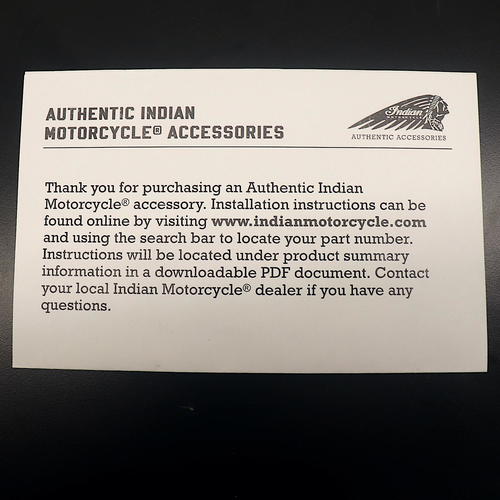 AUTHENTIC INDIAN
MOTORCYCLE® ACCESSORIES
Indian
MOTORCYCLE
AUTHENTIC ACCESSORIES
Thank you for purchasing an Authentic Indian
Motorcycle® accessory. Installation instructions can be
found online by visiting www.indianmotorcycle.com
and using the search bar to locate your part number.
Instructions will be located under product summary
information in a downloadable PDF document. Contact
your local Indian Motorcycle® dealer if you have any
questions.